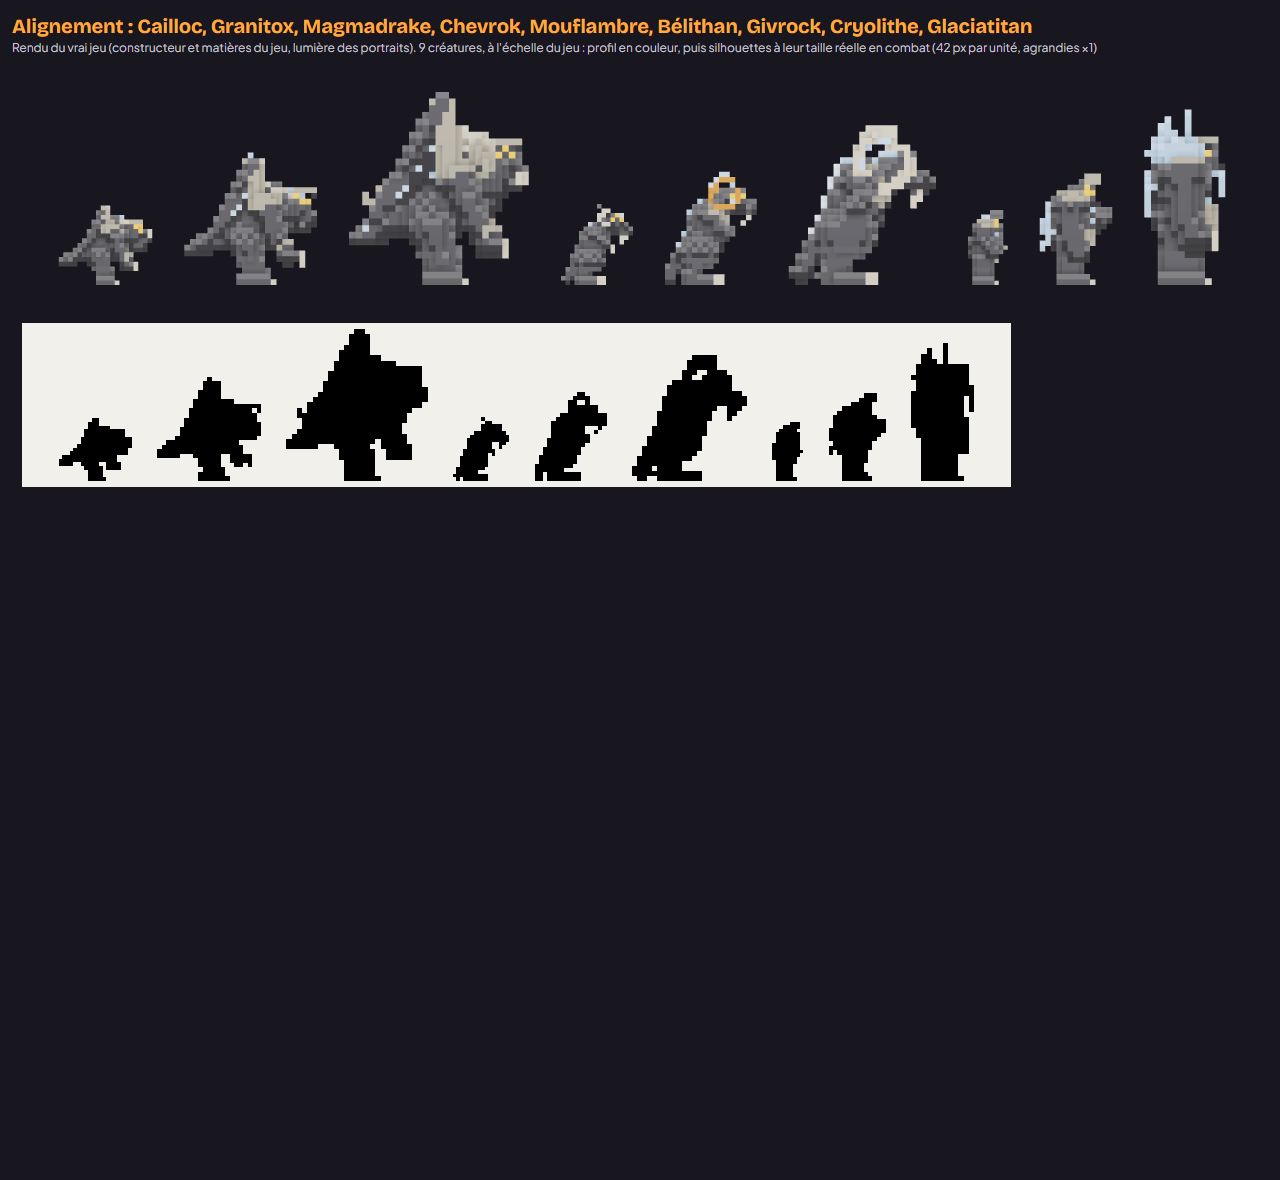 Alignement : Cailloc, Granitox, Magmadrake, Chevrok, Mouflambre, Bélithan, Givrock, Cryolithe, Glaciatitan
Rendu du vrai jeu (constructeur et matières du jeu, lumière des portraits). 9 créatures, à l'échelle du jeu : profil en couleur, puis silhouettes à leur taille réelle en combat (42 px par unité, agrandies ×1)